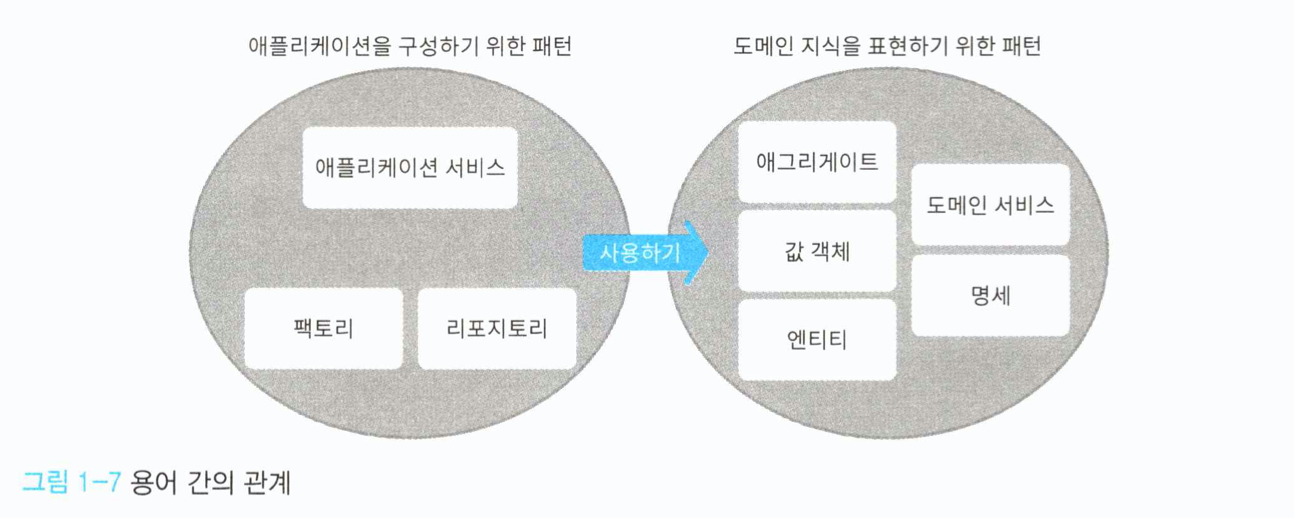 애플리케이션을 구성하기 위한 패턴
애플리케이션 서비스
팩토리
리포지토리
사용하기
도메인 지식을 표현하기 위한 패턴
애그리게이트
값 객체
엔티티
도메인 서비스
명세
그림 1-7 용어 간의 관계